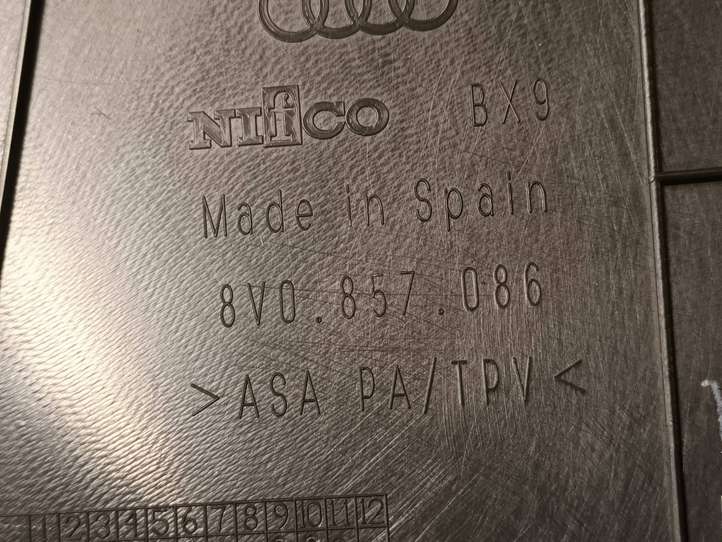 NIfCO BX9
Made in Spain
8V0.857.086
>ASA PA/TPV<
1 2 3 4 5 6 7 8 9 10 11 12